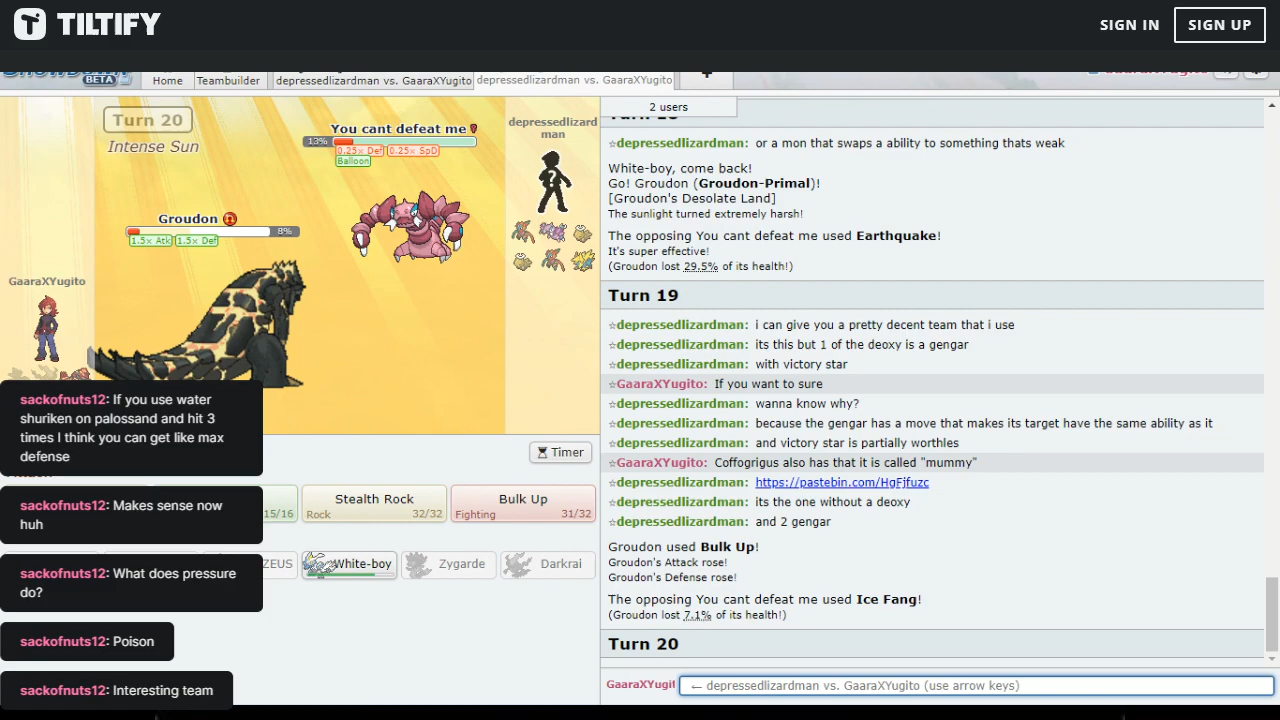 TILTIFY
SIGN IN
SIGN UP
BETA
Home
Teambuilder
depressedlizardman vs. GaaraXYugito
depressedlizardman vs. GaaraXYugito
+
2 users
Turn 20
Intense Sun
You cant defeat me
13%
0.25× Def
0.25× SpD
Balloon
depressedlizard
man
Groudon
8%
1.5× Atk
1.5× Def
GaaraXYugito
Timer
15/16
Stealth Rock
Rock
32/32
Bulk Up
Fighting
31/32
ZEUS
White-boy
Zygarde
Darkrai
sackofnuts12: If you use water
shuriken on palossand and hit 3
times I think you can get like max
defense
sackofnuts12: Makes sense now
huh
sackofnuts12: What does pressure
do?
sackofnuts12: Poison
sackofnuts12: Interesting team
☆depressedlizardman: or a mon that swaps a ability to something thats weak
White-boy, come back!
Go! Groudon (Groudon-Primal)!
[Groudon's Desolate Land]
The sunlight turned extremely harsh!
The opposing You cant defeat me used Earthquake!
It's super effective!
(Groudon lost 29.5% of its health!)
Turn 19
☆depressedlizardman: i can give you a pretty decent team that i use
☆depressedlizardman: its this but 1 of the deoxy is a gengar
☆depressedlizardman: with victory star
☆GaaraXYugito: If you want to sure
☆depressedlizardman: wanna know why?
☆depressedlizardman: because the gengar has a move that makes its target have the same ability as it
☆depressedlizardman: and victory star is partially worthles
☆GaaraXYugito: Coffogrigus also has that it is called "mummy"
☆depressedlizardman: https://pastebin.com/HgFjfuzc
☆depressedlizardman: its the one without a deoxy
☆depressedlizardman: and 2 gengar
Groudon used Bulk Up!
Groudon's Attack rose!
Groudon's Defense rose!
The opposing You cant defeat me used Ice Fang!
(Groudon lost 7.1% of its health!)
Turn 20
GaaraXYugit
← depressedlizardman vs. GaaraXYugito (use arrow keys)